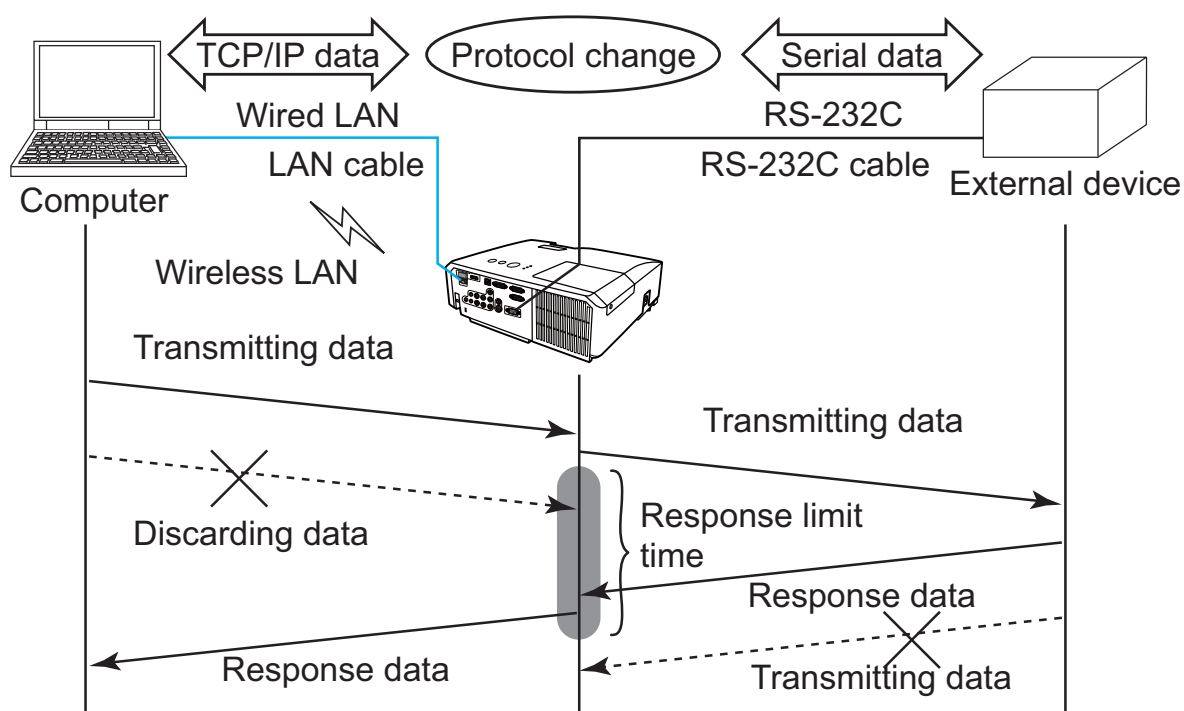 TCP/IP data
Protocol change
Serial data
Wired LAN
RS-232C
LAN cable
RS-232C cable
Computer
External device
Wireless LAN
Transmitting data
Transmitting data
Discarding data
Response limit
time
Response data
Response data
Transmitting data